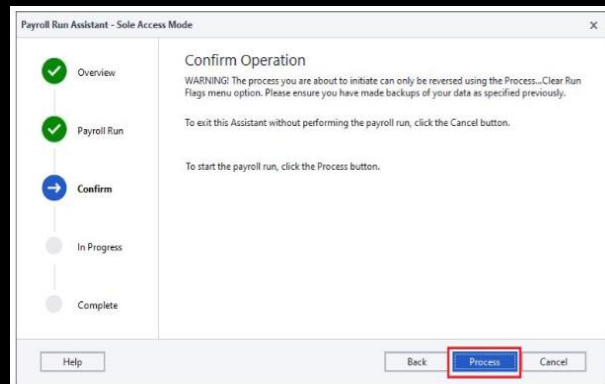 Payroll Run Assistant - Sole Access Mode
x
Overview
Payroll Run
Confirm
In Progress
Complete
Confirm Operation
WARNING! The process you are about to initiate can only be reversed using the Process...Clear Run
Flags menu option. Please ensure you have made backups of your data as specified previously.
To exit this Assistant without performing the payroll run, click the Cancel button.
To start the payroll run, click the Process button.
Help
Back
Process
Cancel